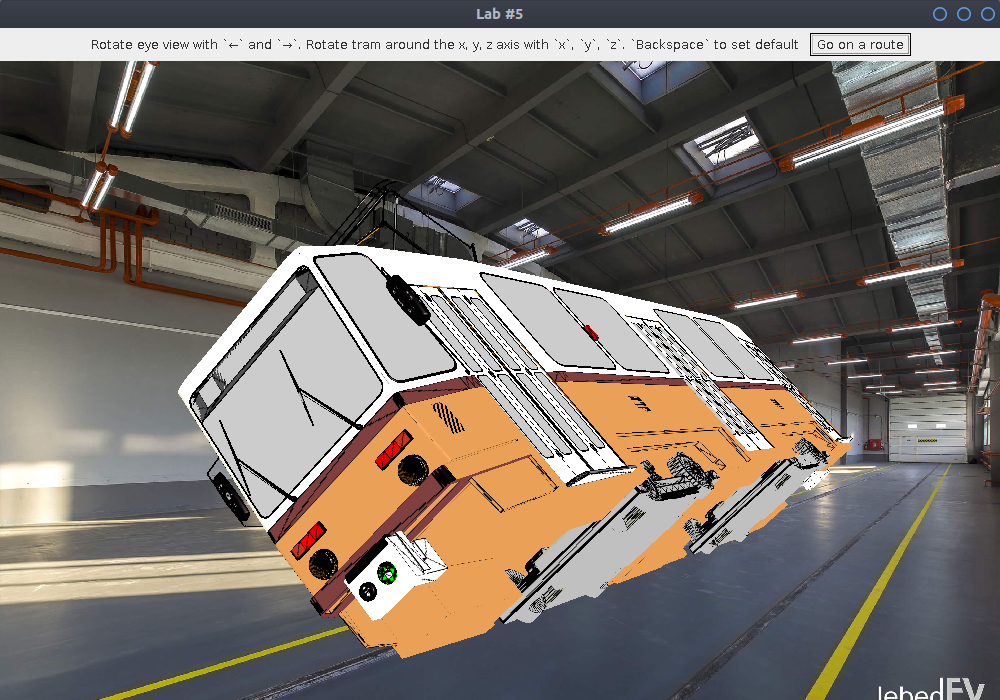 Lab #5
Rotate eye view with `←` and `→`. Rotate tram around the x, y, z axis with `x`, `y`, `z`. `Backspace` to set default
Go on a route
lebedEV